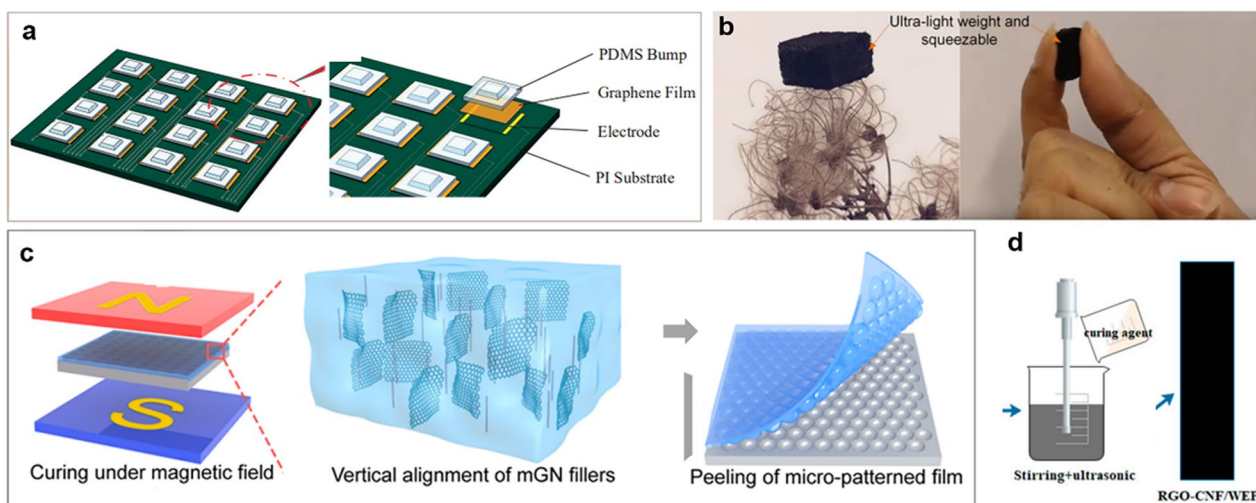 a
PDMS Bump
Graphene Film
Electrode
PI Substrate
b
Ultra-light weight and
squeezable
c
N
S
Curing under magnetic field
Vertical alignment of mGN fillers
Peeling of micro-patterned film
d
curing agent
Stirring+ultrasonic
RGO-CNF/WEP